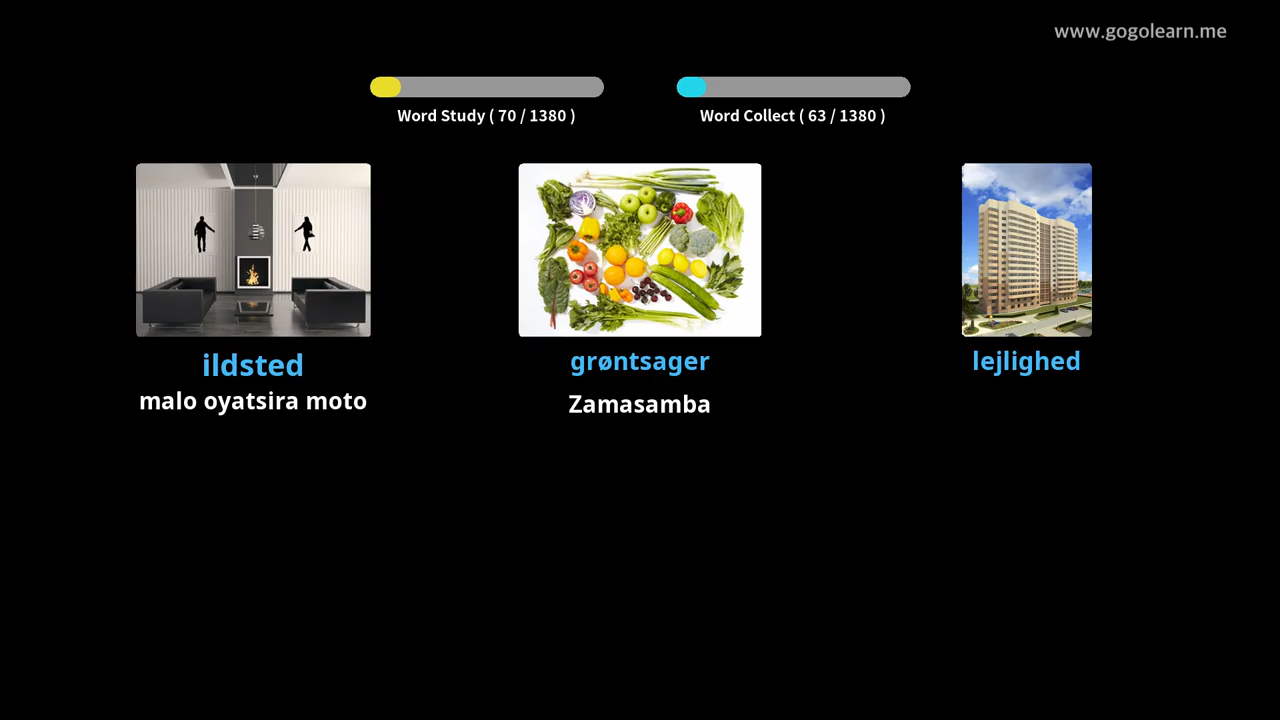 www.gogolearn.me
Word Study ( 70 / 1380 )
Word Collect ( 63 / 1380 )
ildsted
grøntsager
lejlighed
malo oyatsira moto
Zamasamba